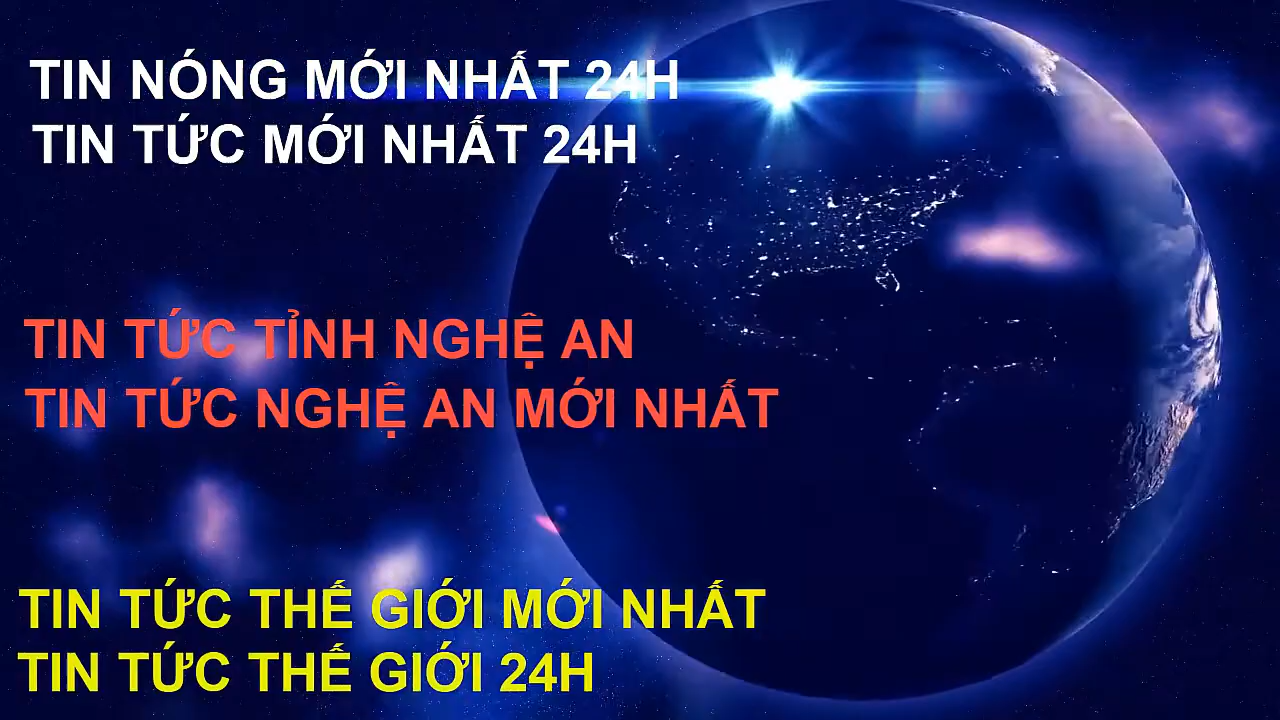 TIN NÓNG MỚI NHẤT 24H
TIN TỨC MỚI NHẤT 24H
TIN TỨC TỈNH NGHỆ AN
TIN TỨC NGHỆ AN MỚI NHẤT
TIN TỨC THẾ GIỚI MỚI NHẤT
TIN TỨC THẾ GIỚI 24H